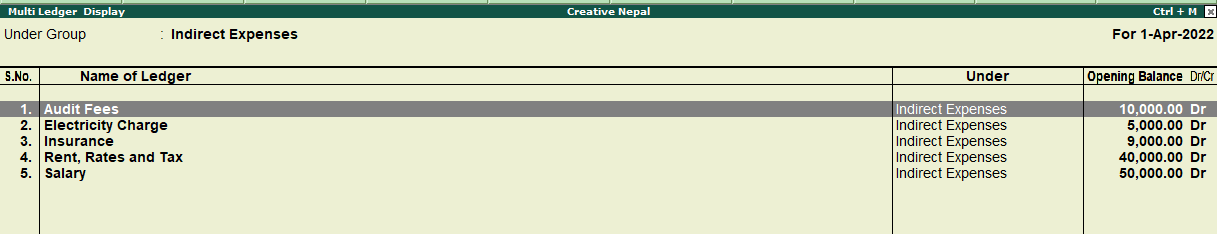 Multi Ledger Display Creative Nepal Ctrl + M
Under Group : Indirect Expenses For 1-Apr-2022
S.No. Name of Ledger Under Opening Balance Dr/Cr
1. Audit Fees Indirect Expenses 10,000.00 Dr
2. Electricity Charge Indirect Expenses 5,000.00 Dr
3. Insurance Indirect Expenses 9,000.00 Dr
4. Rent, Rates and Tax Indirect Expenses 40,000.00 Dr
5. Salary Indirect Expenses 50,000.00 Dr